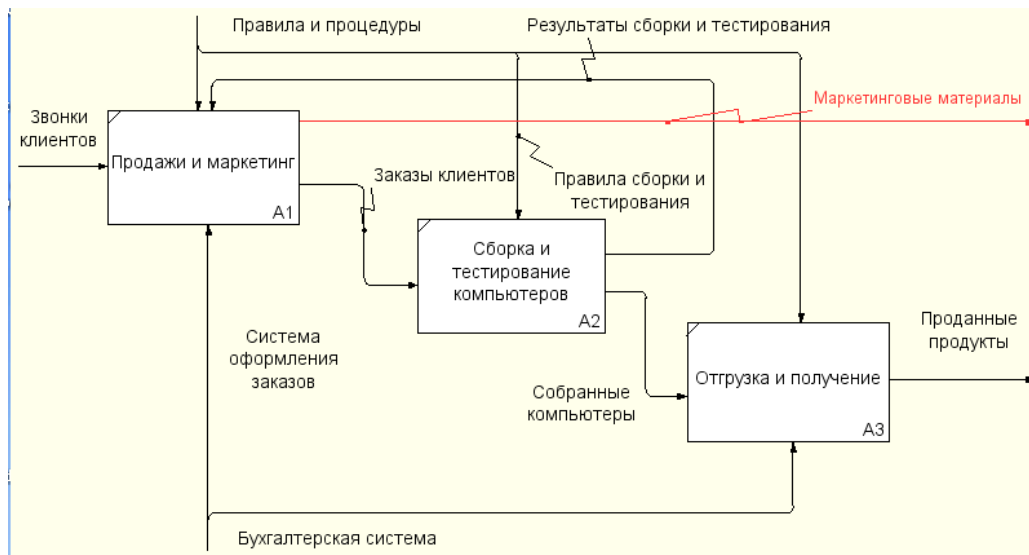 Правила и процедуры
Результаты сборки и тестирования
Маркетинговые материалы
Звонки
клиентов
Продажи и маркетинг
A1
Заказы клиентов
Правила сборки и
тестирования
Сборка и
тестирование
компьютеров
A2
Система
оформления
заказов
Собранные
компьютеры
Отгрузка и получение
A3
Проданные
продукты
Бухгалтерская система